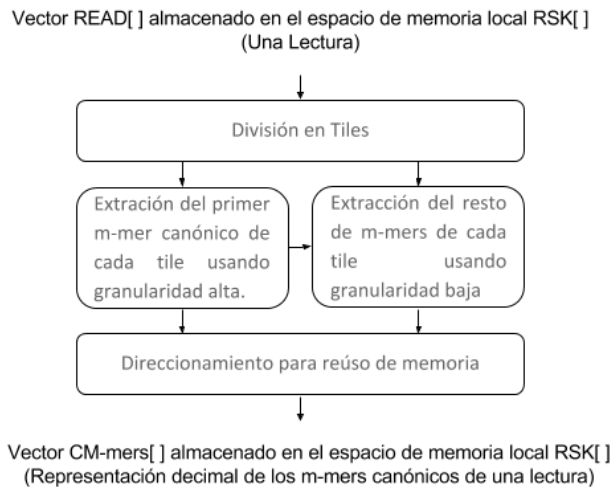 Vector READ[ ] almacenado en el espacio de memoria local RSK[ ]
(Una Lectura)
División en Tiles
Extración del primer
m-mer canónico de
cada tile usando
granularidad alta.
Extracción del resto
de m-mers de cada
tile usando
granularidad baja
Direccionamiento para reúso de memoria
Vector CM-mers[ ] almacenado en el espacio de memoria local RSK[ ]
(Representación decimal de los m-mers canónicos de una lectura)